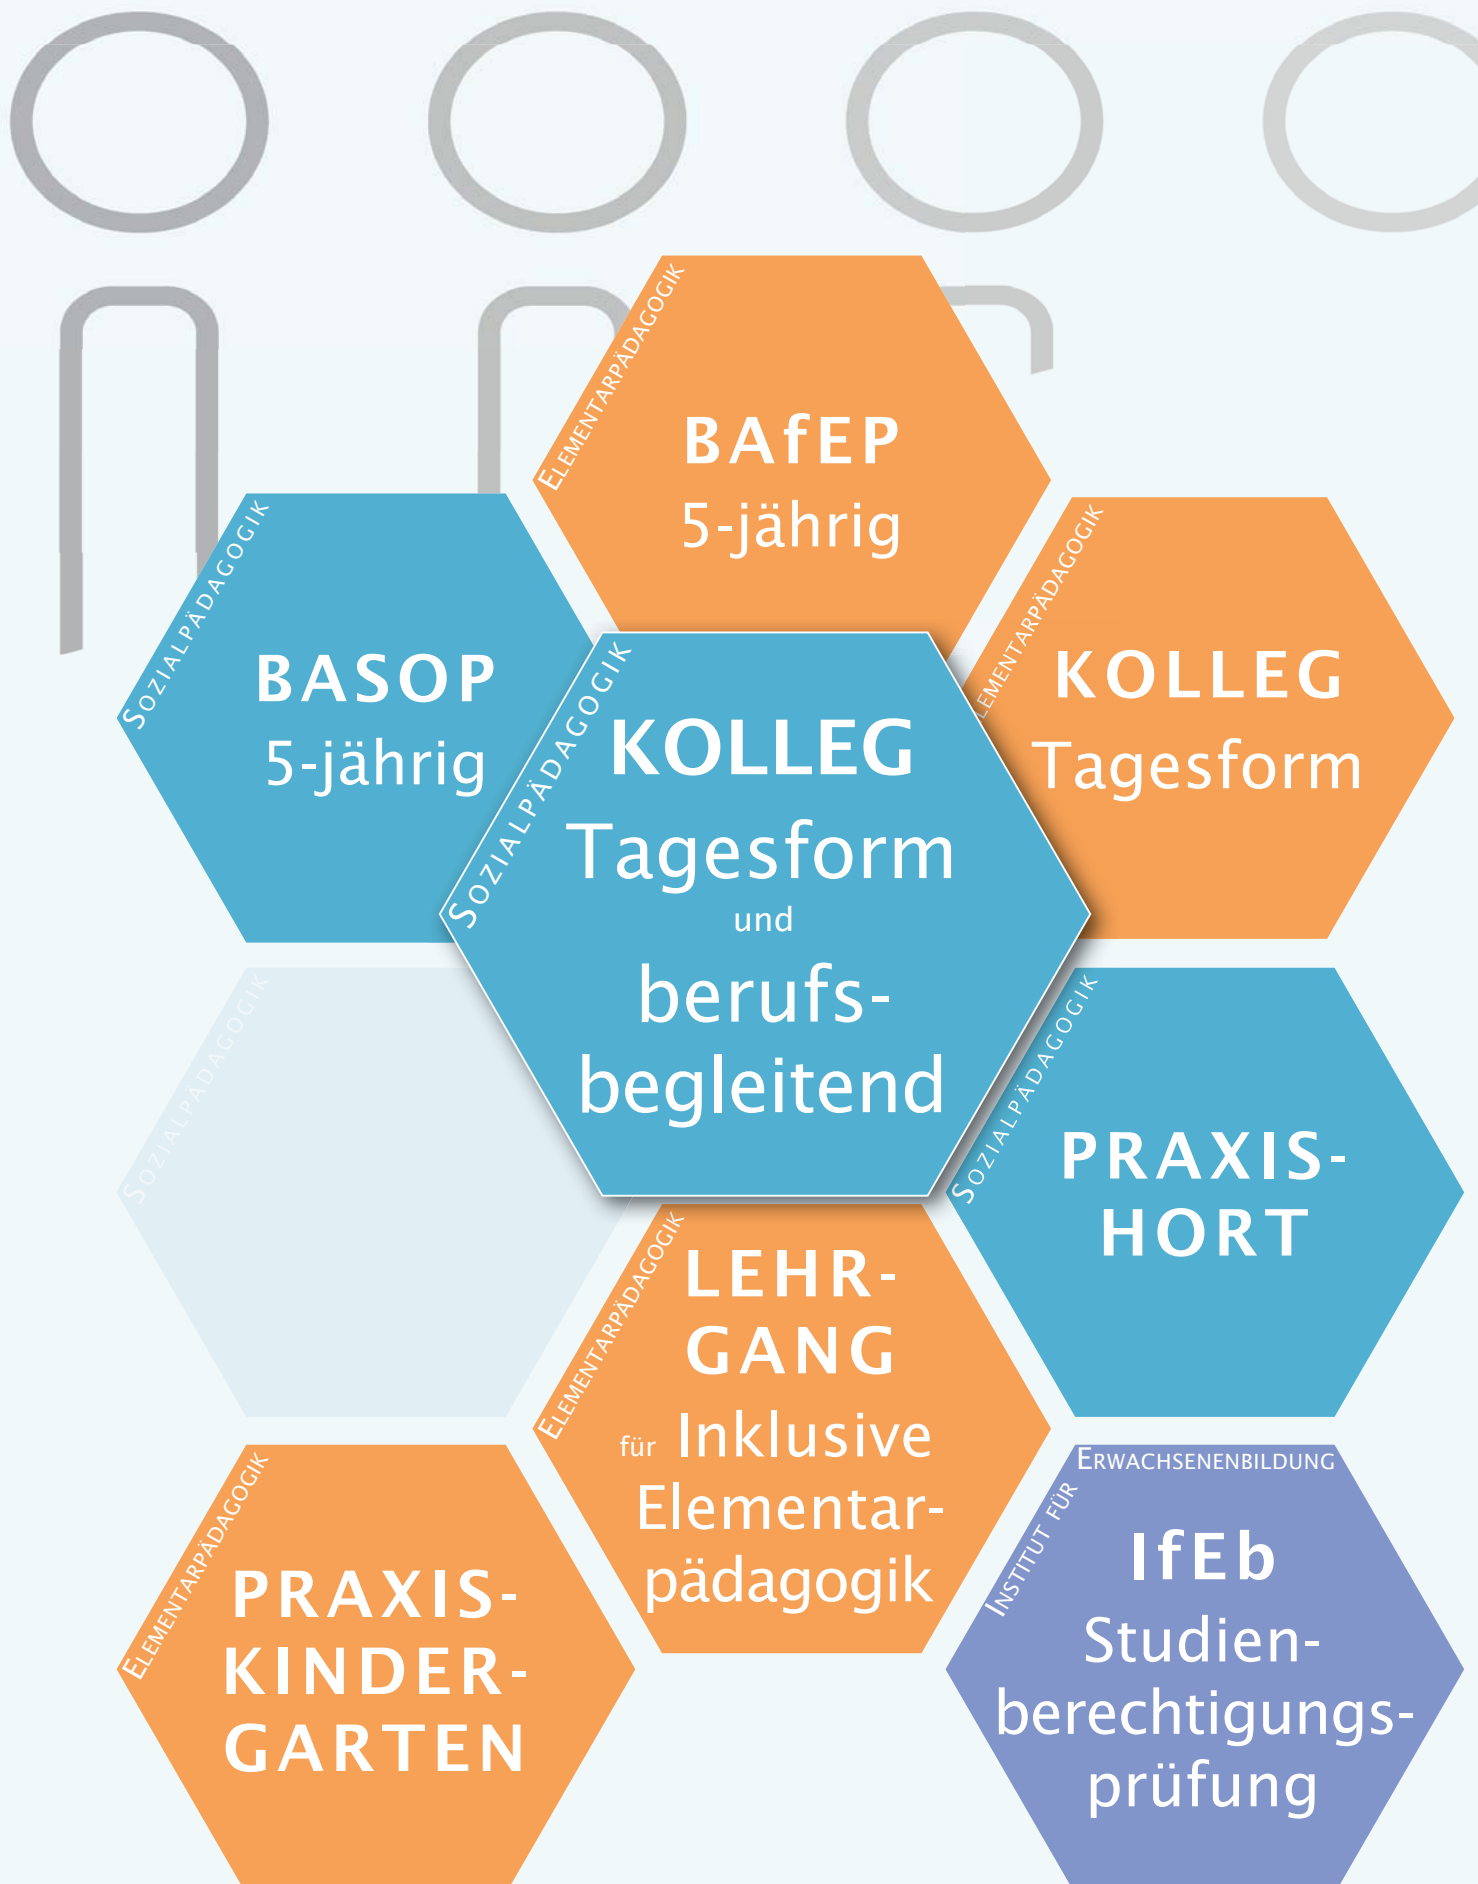 ELEMENTARPÄDAGOGIK
BAfEP
5-jährig
SOZIALPÄDAGOGIK
BASOP
5-jährig
SOZIALPÄDAGOGIK
KOLLEG
Tagesform
und
berufs-
begleitend
LEMENTARPÄDAGOGIK
KOLLEG
Tagesform
SOZIALPÄDAGOGIK
SOZIALPÄDAGOGIK
PRAXIS-
HORT
ELEMENTARPÄDAGOGIK
LEHR-
GANG
für Inklusive
Elementar-
pädagogik
ELEMENTARPÄDAGOGIK
PRAXIS-
KINDER-
GARTEN
INSTITUT FÜR
ERWACHSENENBILDUNG
IfEb
Studien-
berechtigungs-
prüfung